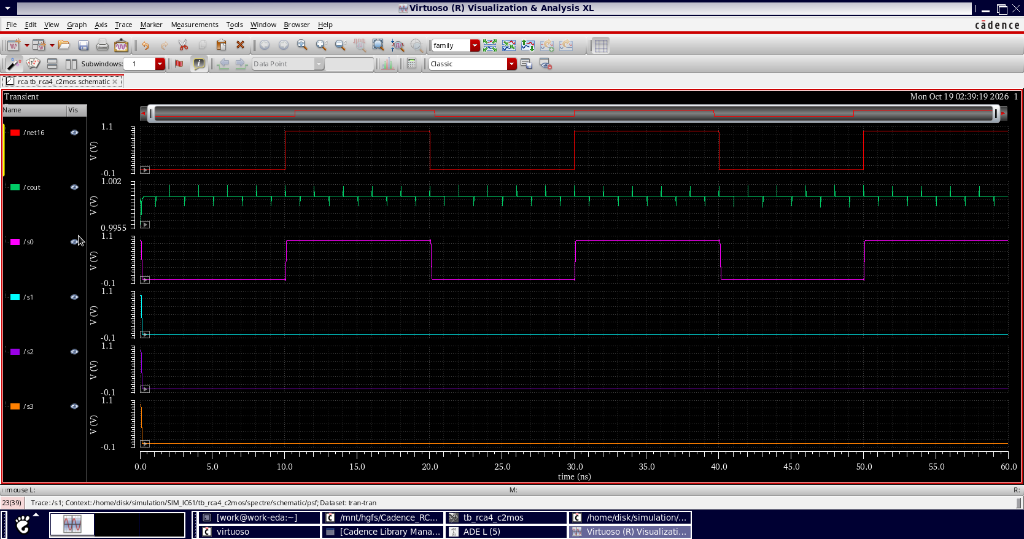 Virtuoso (R) Visualization & Analysis XL
File Edit View Graph Axis Trace Marker Measurements Tools Window Browser Help
cādence
family
Subwindows: 1
Data Point
Classic
rca tb_rca4_c2mos schematic
Transient
Mon Oct 19 02:39:19 2026 1
Name Vis
/net16
1.1
V (V)
-0.1
/cout
1.002
V (V)
0.9955
/s0
1.1
V (V)
-0.1
/s1
1.1
V (V)
-0.1
/s2
1.1
V (V)
-0.1
/s3
1.1
V (V)
-0.1
0.0 5.0 10.0 15.0 20.0 25.0 30.0 35.0 40.0 45.0 50.0 55.0 60.0
time (ns)
mouse L: M: R:
23(39) Trace: /s1; Context: /home/disk/simulation/SIM_IC61/tb_rca4_c2mos/spectre/schematic/psf; Dataset: tran-tran
[work@work-eda:~] /mnt/hgfs/Cadence_RC... tb_rca4_c2mos /home/disk/simulation/...
virtuoso [Cadence Library Mana... ADE L (5) Virtuoso (R) Visualizati...